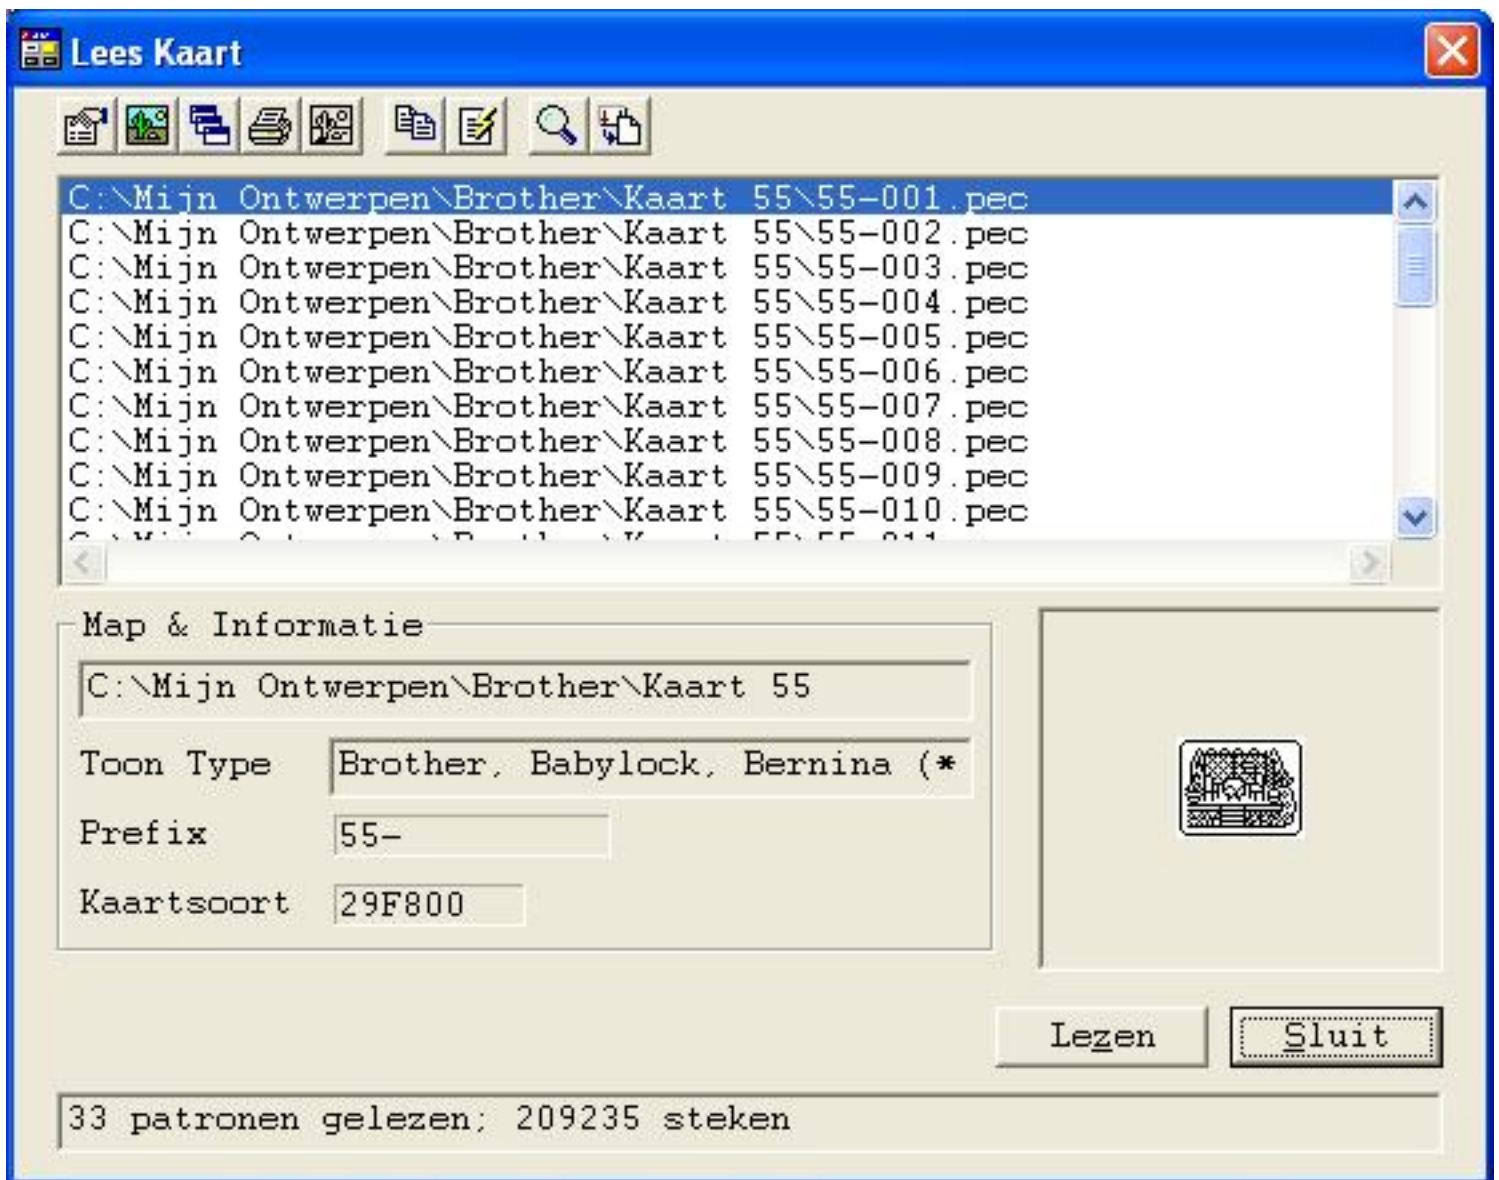 Lees Kaart
C:\Mijn Ontwerpen\Brother\Kaart 55\55-001.pec
C:\Mijn Ontwerpen\Brother\Kaart 55\55-002.pec
C:\Mijn Ontwerpen\Brother\Kaart 55\55-003.pec
C:\Mijn Ontwerpen\Brother\Kaart 55\55-004.pec
C:\Mijn Ontwerpen\Brother\Kaart 55\55-005.pec
C:\Mijn Ontwerpen\Brother\Kaart 55\55-006.pec
C:\Mijn Ontwerpen\Brother\Kaart 55\55-007.pec
C:\Mijn Ontwerpen\Brother\Kaart 55\55-008.pec
C:\Mijn Ontwerpen\Brother\Kaart 55\55-009.pec
C:\Mijn Ontwerpen\Brother\Kaart 55\55-010.pec
Map & Informatie
C:\Mijn Ontwerpen\Brother\Kaart 55
Toon Type Brother, Babylock, Bernina (*
Prefix 55-
Kaartsoort 29F800
Lezen Sluit
33 patronen gelezen; 209235 steken